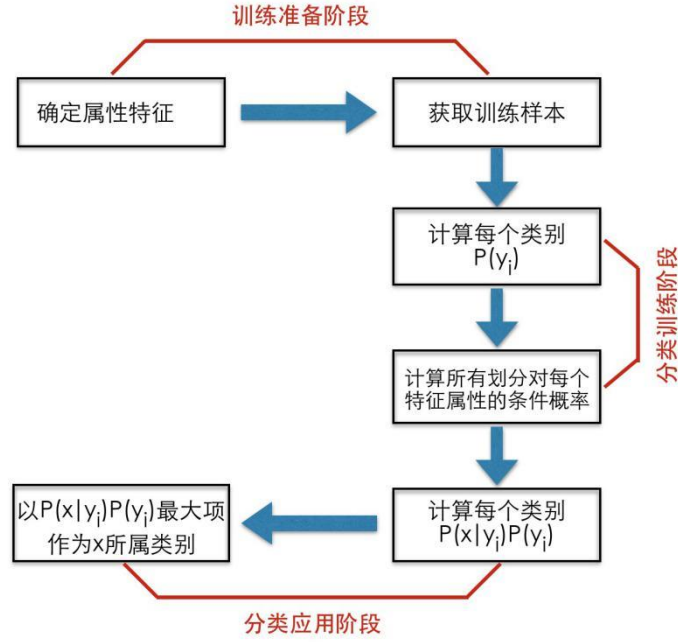 训练准备阶段
确定属性特征
获取训练样本
计算每个类别
P(yi)
分类训练阶段
计算所有划分对每个
特征属性的条件概率
计算每个类别
P(x|yi)P(yi)
以P(x|yi)P(yi)最大项
作为x所属类别
分类应用阶段